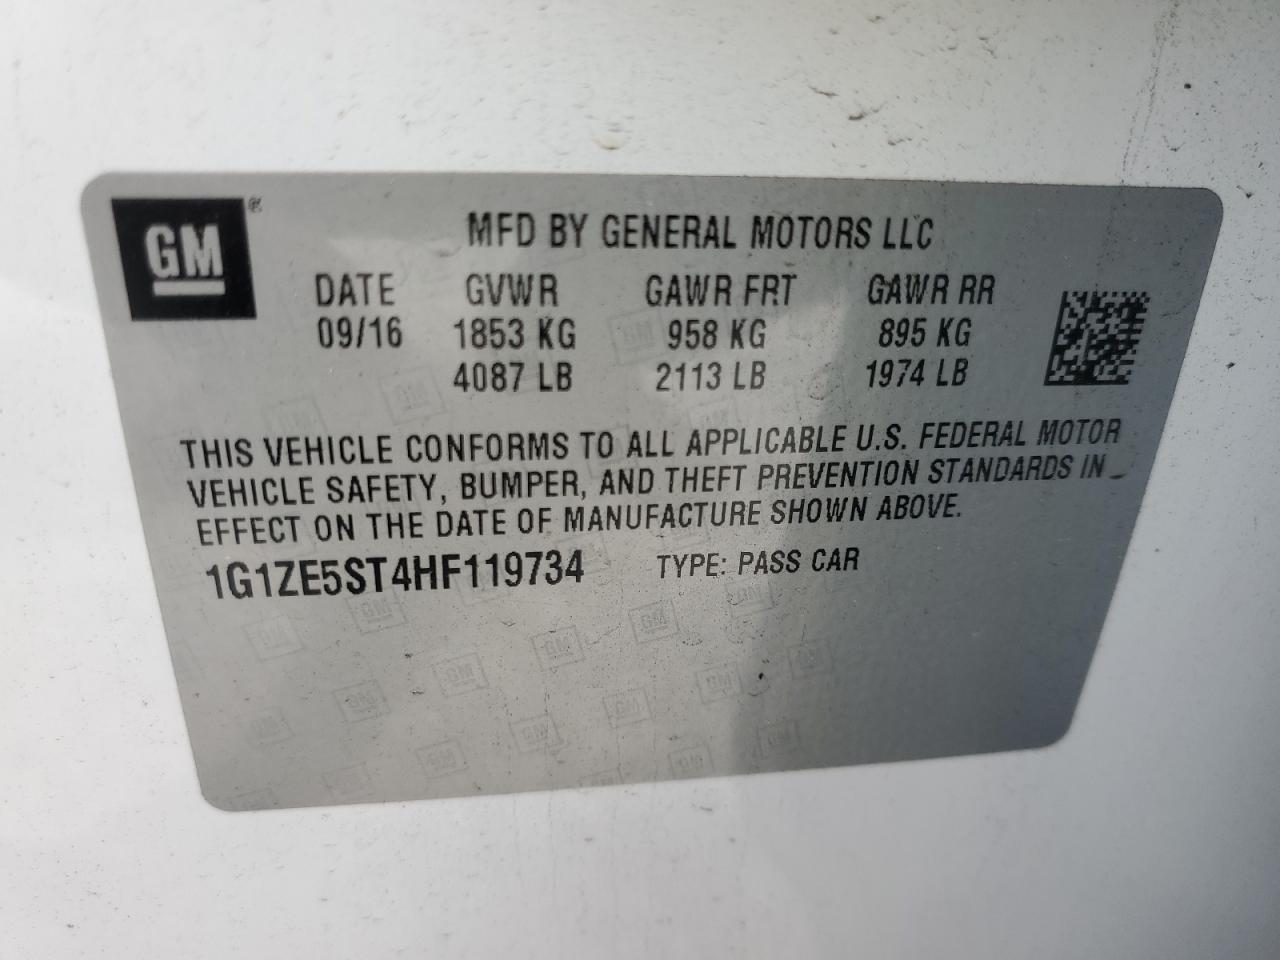 GM®
MFD BY GENERAL MOTORS LLC
DATE GVWR GAWR FRT GAWR RR
09/16 1853 KG 958 KG 895 KG
4087 LB 2113 LB 1974 LB
THIS VEHICLE CONFORMS TO ALL APPLICABLE U.S. FEDERAL MOTOR
VEHICLE SAFETY, BUMPER, AND THEFT PREVENTION STANDARDS IN
EFFECT ON THE DATE OF MANUFACTURE SHOWN ABOVE.
1G1ZE5ST4HF119734 TYPE: PASS CAR